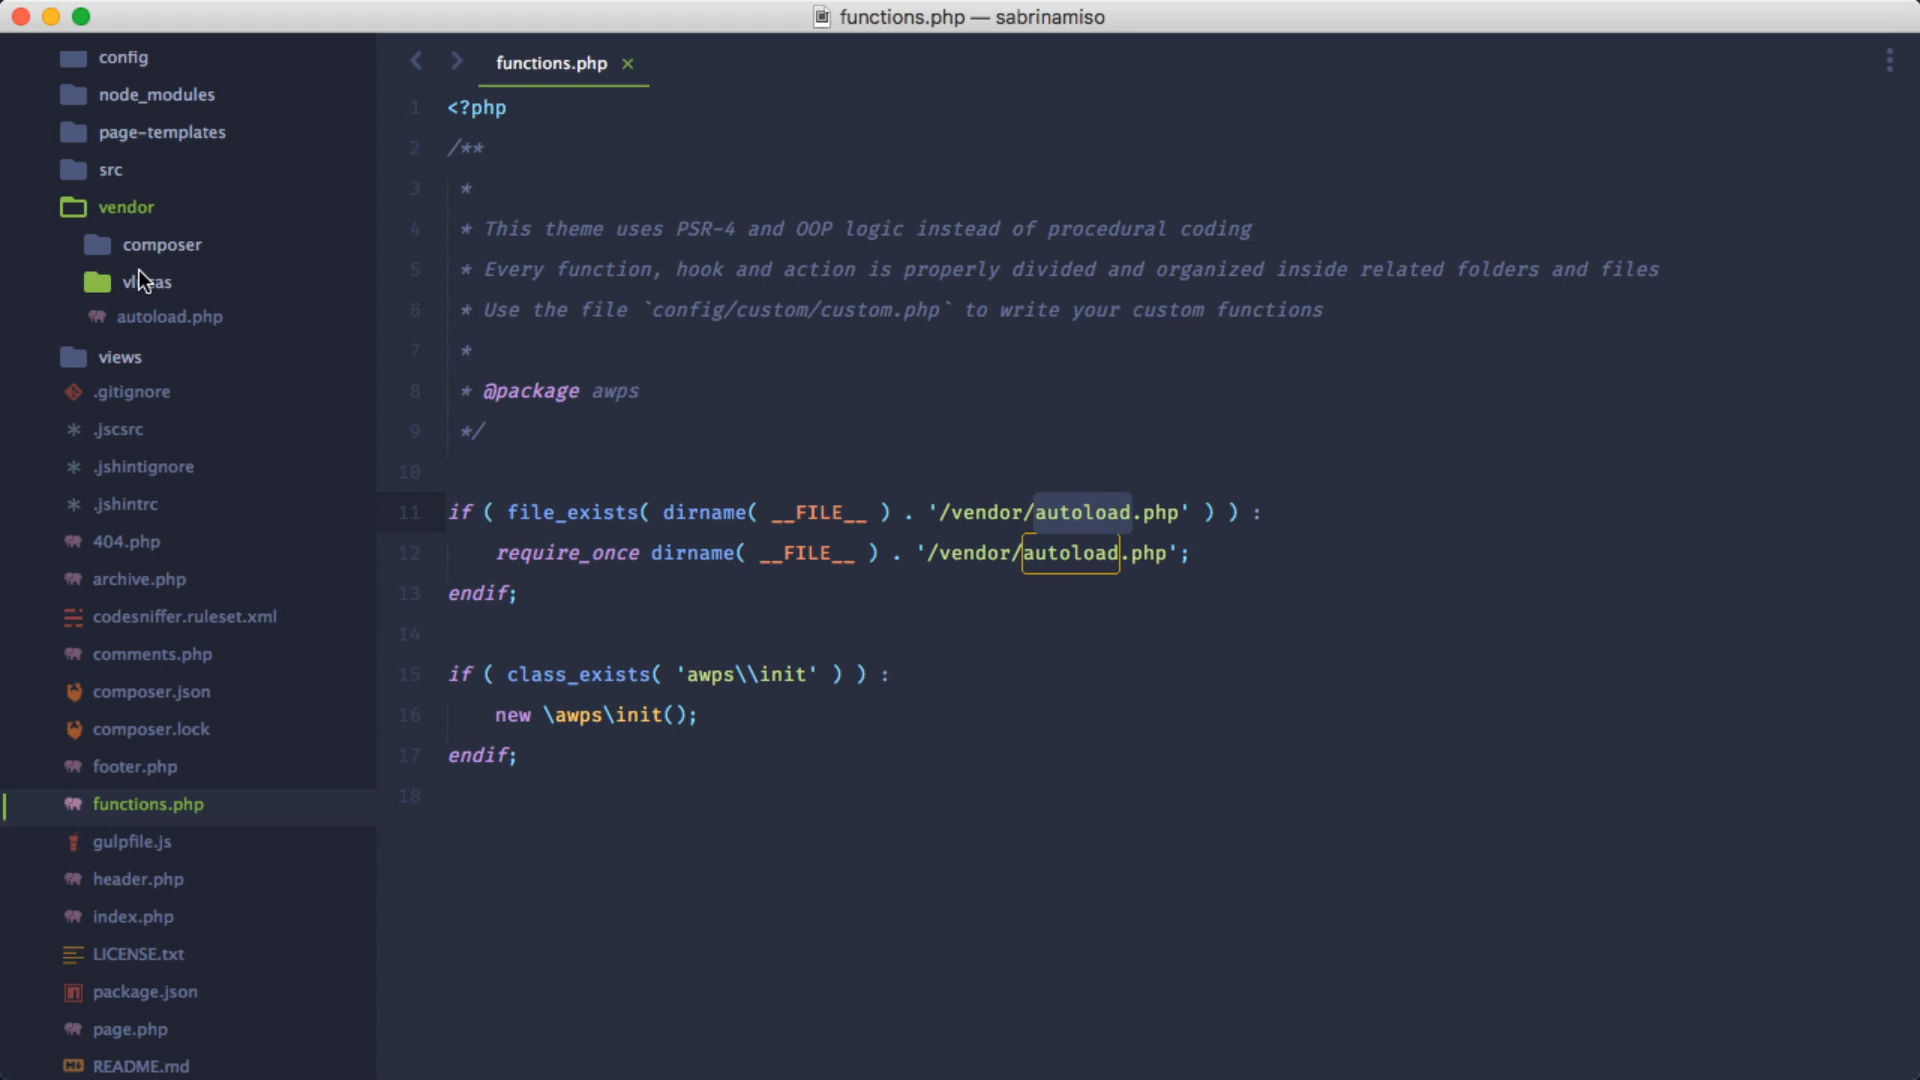 functions.php — sabrinamiso
config
node_modules
page-templates
src
vendor
composer
autoload.php
views
.gitignore
.jscsrc
.jshintignore
.jshintrc
404.php
archive.php
codesniffer.ruleset.xml
comments.php
composer.json
composer.lock
footer.php
functions.php
gulpfile.js
header.php
index.php
LICENSE.txt
package.json
page.php
README.md
functions.php ×
1 <?php
2 /**
3 *
4 * This theme uses PSR-4 and OOP logic instead of procedural coding
5 * Every function, hook and action is properly divided and organized inside related folders and files
6 * Use the file `config/custom/custom.php` to write your custom functions
7 *
8 * @package awps
9 */
10
11 if ( file_exists( dirname( __FILE__ ) . '/vendor/autoload.php' ) ) :
12 require_once dirname( __FILE__ ) . '/vendor/autoload.php';
13 endif;
14
15 if ( class_exists( 'awps\\init' ) ) :
16 new \awps\init();
17 endif;
18